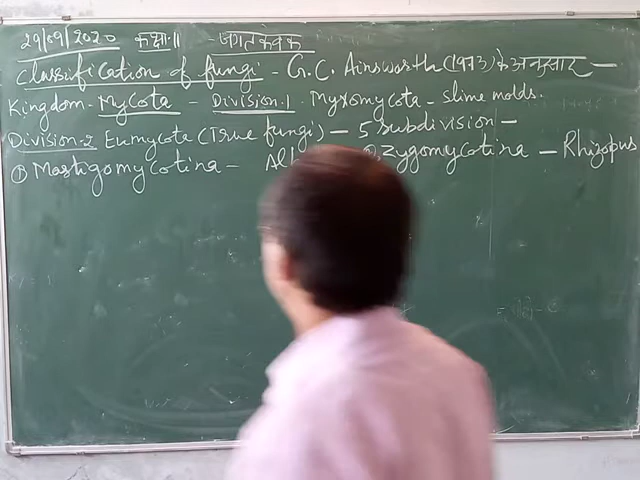 29/09/2020 कक्षा 11 - जगत कवक
Classification of fungi - G.C. Ainsworth (1973) के अनुसार -
Kingdom - Mycota - Division.1 Myxomycota - slime molds.
Division-2 Eumycota (True fungi) - 5 subdivision -
① Mastigomycotina - ② Zygomycotina - Rhizopus